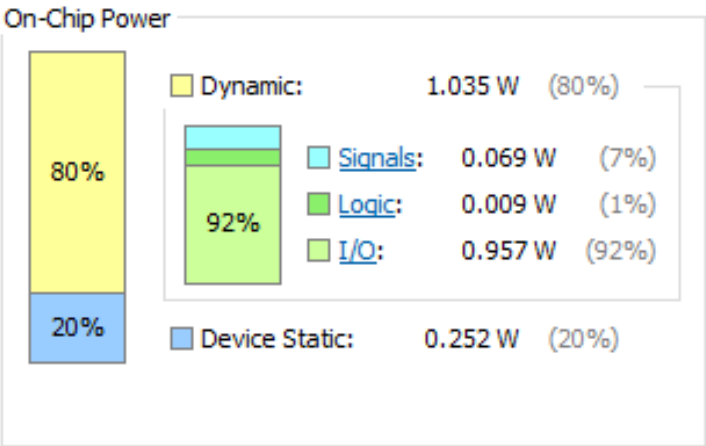 On-Chip Power
80%
20%
Dynamic: 1.035 W (80%)
92%
Signals: 0.069 W (7%)
Logic: 0.009 W (1%)
I/O: 0.957 W (92%)
Device Static: 0.252 W (20%)